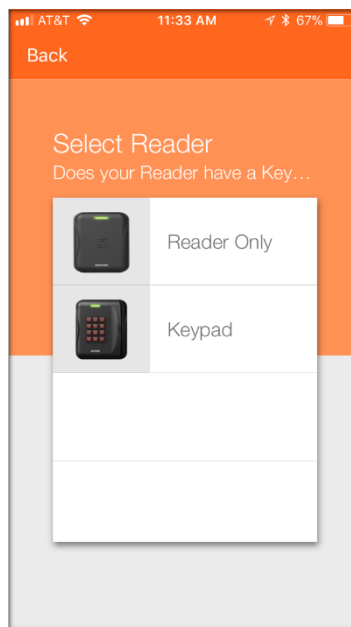 AT&T 11:33 AM 67%
Back
Select Reader
Does your Reader have a Key...
Reader Only
Keypad